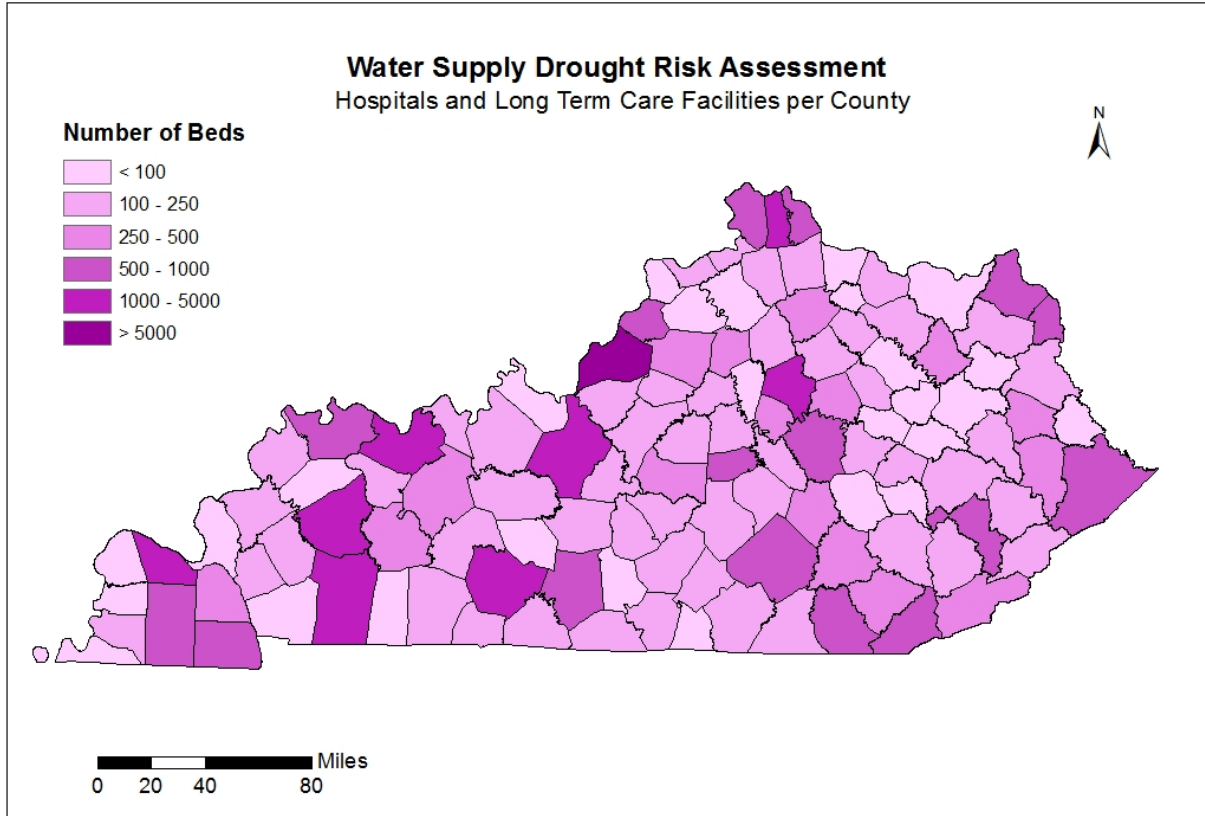 Water Supply Drought Risk Assessment
Hospitals and Long Term Care Facilities per County
Number of Beds
< 100
100 - 250
250 - 500
500 - 1000
1000 - 5000
> 5000
N
Miles
0 20 40 80